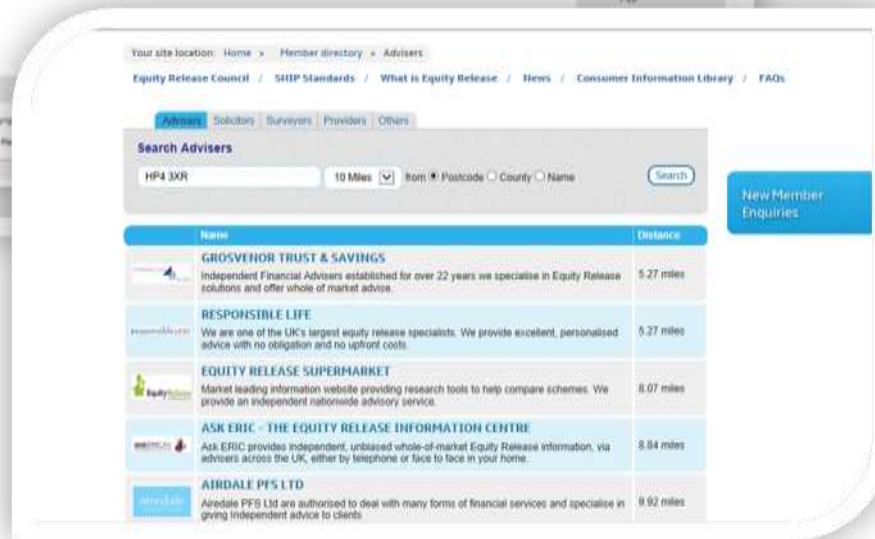 Your site location: Home » Member directory » Advisers
Equity Release Council / SHIP Standards / What is Equity Release / News / Consumer Information Library / FAQs
Advisers Solicitors Surveyors Providers Others
Search Advisers
HP4 3XR 10 Miles from Postcode County Name Search
New Member
Enquiries
Name Distance
GROSVENOR TRUST & SAVINGS
Independent Financial Advisers established for over 22 years we specialise in Equity Release
solutions and offer whole of market advise.
5.27 miles
RESPONSIBLE LIFE
We are one of the UK's largest equity release specialists. We provide excellent, personalised
advice with no obligation and no upfront costs.
5.27 miles
EQUITY RELEASE SUPERMARKET
Market leading information website providing research tools to help compare schemes. We
provide an independent nationwide advisory service.
8.07 miles
ASK ERIC - THE EQUITY RELEASE INFORMATION CENTRE
Ask ERIC provides independent, unbiased whole-of-market Equity Release information, via
advisers across the UK, either by telephone or face to face in your home.
8.84 miles
AIRDALE PFS LTD
Airedale PFS Ltd are authorised to deal with many forms of financial services and specialise in
giving independent advice to clients
9.92 miles